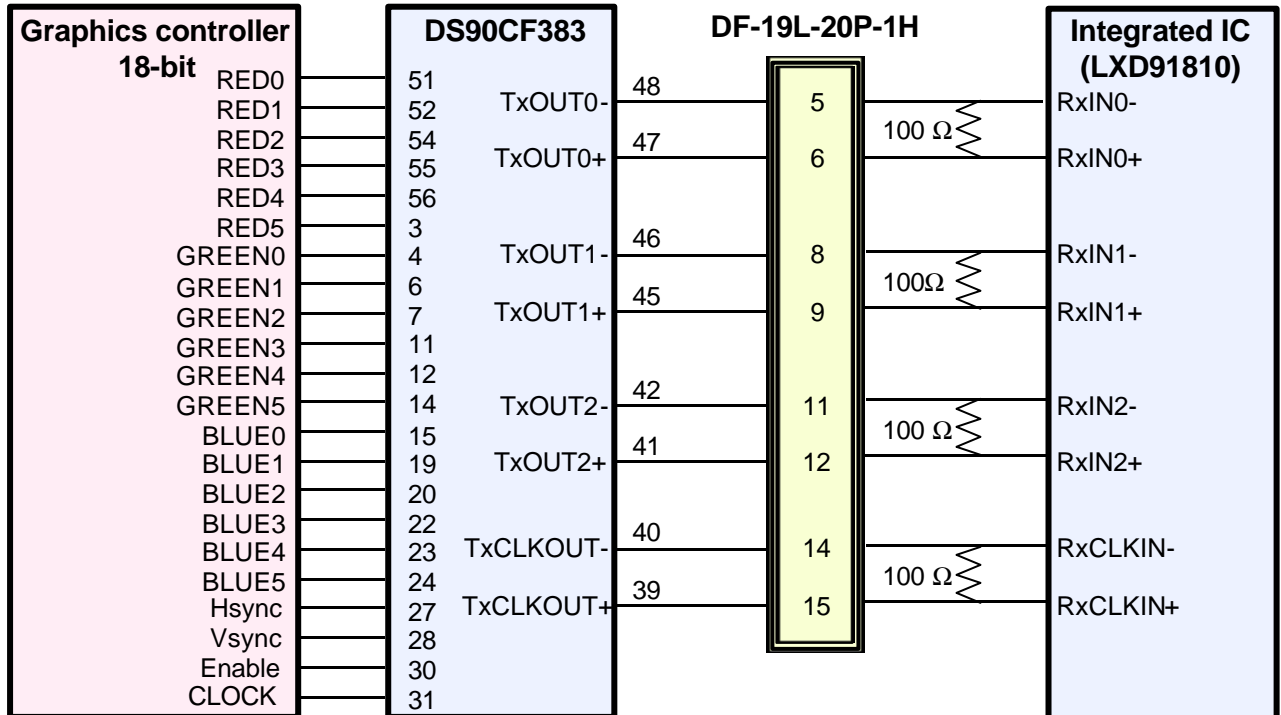 Graphics controller
18-bit
RED0
RED1
RED2
RED3
RED4
RED5
GREEN0
GREEN1
GREEN2
GREEN3
GREEN4
GREEN5
BLUE0
BLUE1
BLUE2
BLUE3
BLUE4
BLUE5
Hsync
Vsync
Enable
CLOCK
DS90CF383
51
52
54
55
56
3
4
6
7
11
12
14
15
19
20
22
23
24
27
28
30
31
TxOUT0-
TxOUT0+
TxOUT1-
TxOUT1+
TxOUT2-
TxOUT2+
TxCLKOUT-
TxCLKOUT+
48
47
46
45
42
41
40
39
DF-19L-20P-1H
5
6
8
9
11
12
14
15
100 Ω
100Ω
100 Ω
100 Ω
Integrated IC
(LXD91810)
RxIN0-
RxIN0+
RxIN1-
RxIN1+
RxIN2-
RxIN2+
RxCLKIN-
RxCLKIN+